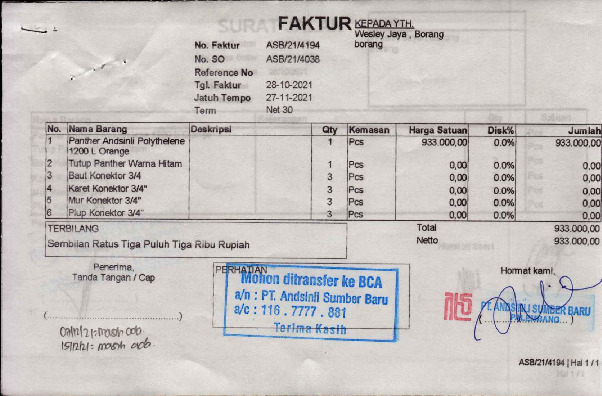 FAKTUR
KEPADA YTH.
Wesley Jaya , Borang
borang
No. Faktur ASB/21/4194
No. SO ASB/21/4038
Reference No
Tgl. Faktur 28-10-2021
Jatuh Tempo 27-11-2021
Term Net 30
No. Nama Barang Deskripsi Qty Kemasan Harga Satuan Disk% Jumlah
1 Panther Andsinli Polythelene 1 Pcs 933.000,00 0.0% 933.000,00
1200 L Orange
2 Tutup Panther Warna Hitam 1 Pcs 0,00 0.0% 0,00
3 Baut Konektor 3/4 3 Pcs 0,00 0.0% 0,00
4 Karet Konektor 3/4" 3 Pcs 0,00 0.0% 0,00
5 Mur Konektor 3/4" 3 Pcs 0,00 0.0% 0,00
6 Plup Konektor 3/4" 3 Pcs 0,00 0.0% 0,00
TERBILANG
Sembilan Ratus Tiga Puluh Tiga Ribu Rupiah
Total 933.000,00
Netto 933.000,00
Penerima,
Tanda Tangan / Cap
PERHATIAN
Mohon ditransfer ke BCA
a/n : PT. Andsinli Sumber Baru
a/c : 116 . 7777 . 881
Terima Kasih
Hormat kami,
PT. ANDSINLI SUMBER BARU
PALEMBANG
15/12/21: masih ada
ASB/21/4194 | Hal 1 / 1